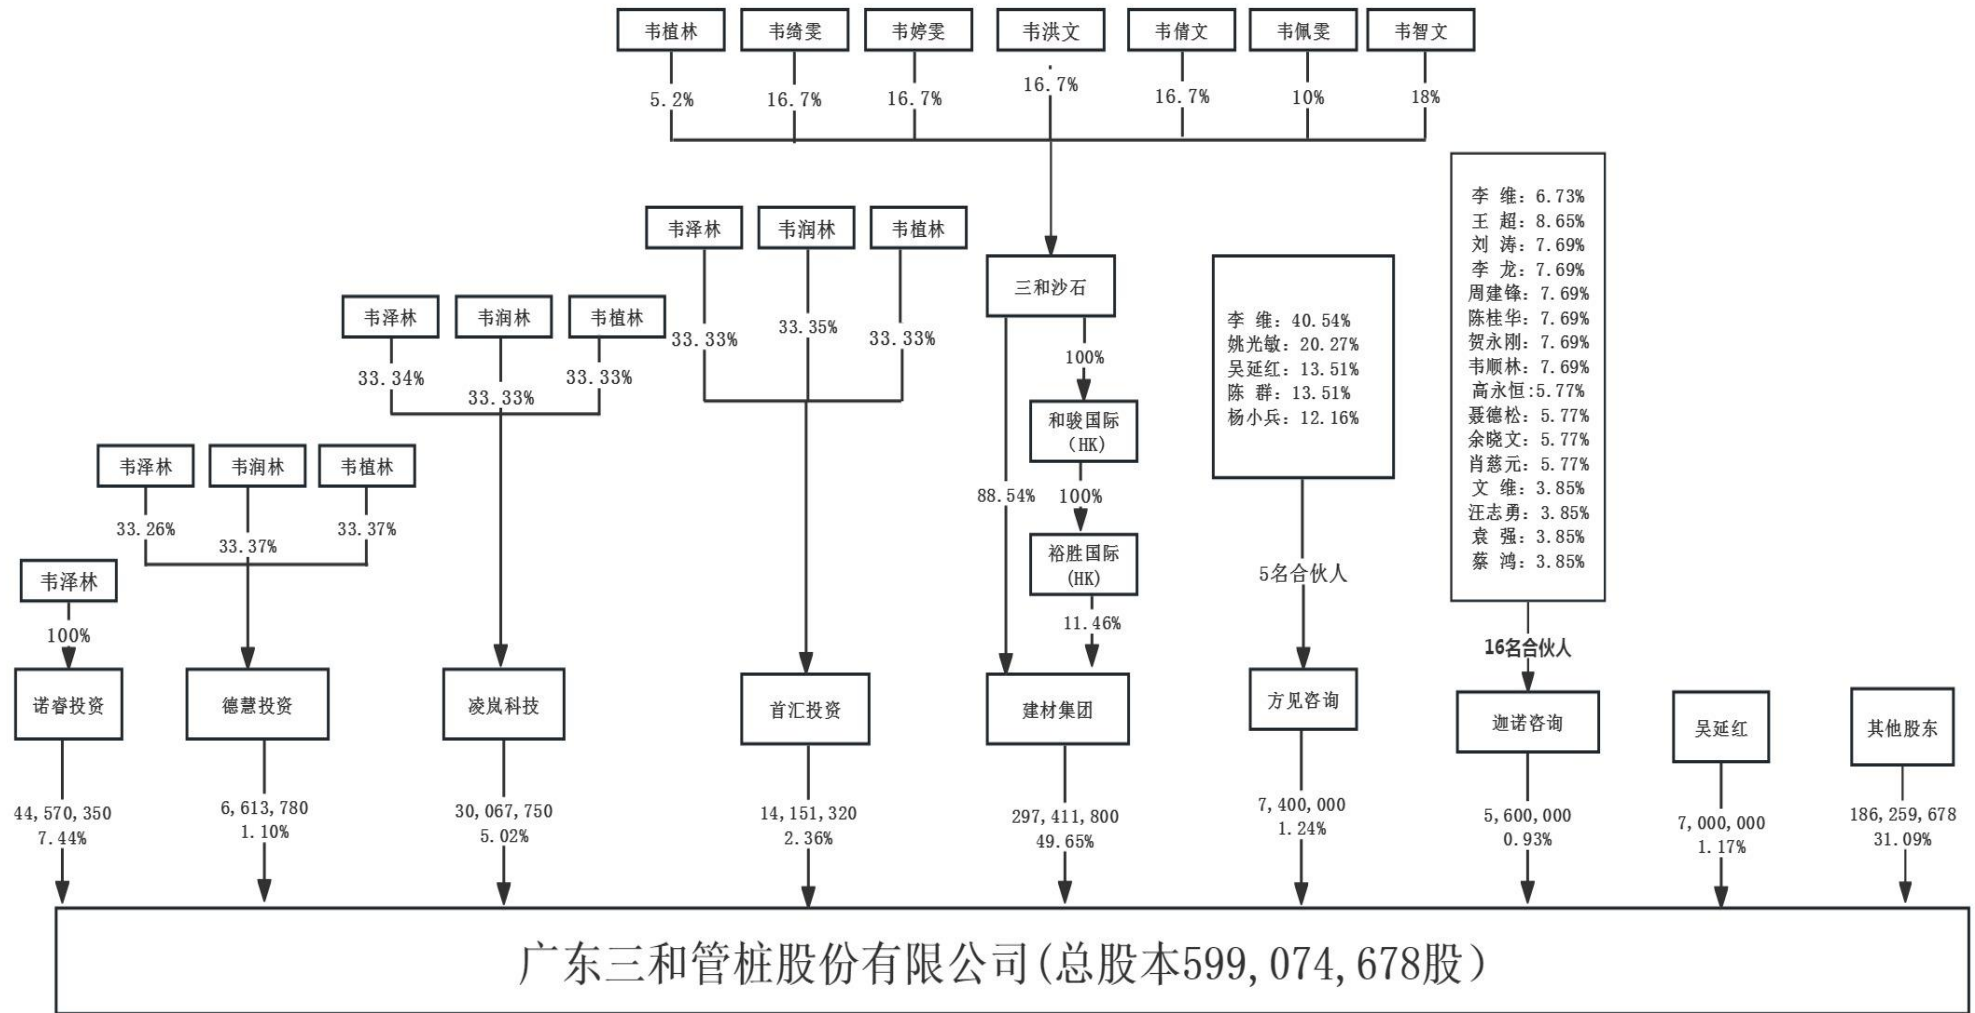 韦植林
韦绮雯
韦婷雯
韦洪文
韦倩文
韦佩雯
韦智文
5.2%
16.7%
16.7%
16.7%
16.7%
10%
18%
李 维：6.73%
王 超：8.65%
刘 涛：7.69%
李 龙：7.69%
周建锋：7.69%
陈桂华：7.69%
贺永刚：7.69%
韦顺林：7.69%
高永恒:5.77%
聂德松：5.77%
余晓文：5.77%
肖慈元：5.77%
文 维：3.85%
汪志勇：3.85%
袁 强：3.85%
蔡 鸿：3.85%
16名合伙人
韦泽林
韦润林
韦植林
33.33%
33.35%
33.33%
三和沙石
100%
和骏国际
（HK）
88.54%
100%
裕胜国际
(HK)
11.46%
李 维：40.54%
姚光敏：20.27%
吴延红：13.51%
陈 群：13.51%
杨小兵：12.16%
5名合伙人
韦泽林
韦润林
韦植林
33.34%
33.33%
33.33%
韦泽林
韦润林
韦植林
33.26%
33.37%
33.37%
韦泽林
100%
诺睿投资
德慧投资
凌岚科技
首汇投资
建材集团
方见咨询
迦诺咨询
吴延红
其他股东
44,570,350
7.44%
6,613,780
1.10%
30,067,750
5.02%
14,151,320
2.36%
297,411,800
49.65%
7,400,000
1.24%
5,600,000
0.93%
7,000,000
1.17%
186,259,678
31.09%
广东三和管桩股份有限公司(总股本599,074,678股）